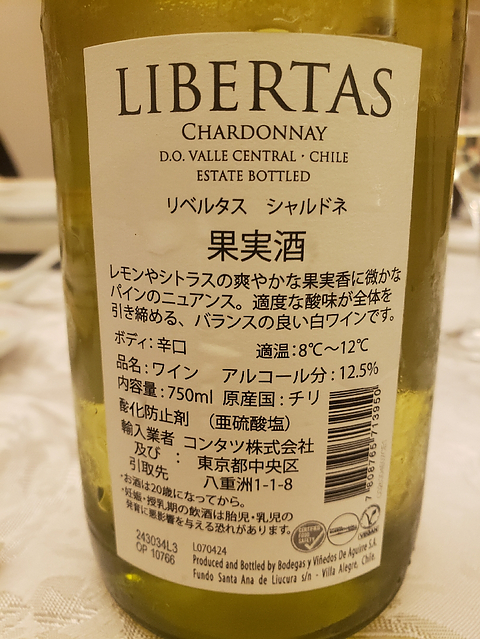 LIBERTAS
CHARDONNAY
D.O. VALLE CENTRAL · CHILE
ESTATE BOTTLED
リベルタス シャルドネ
果実酒
レモンやシトラスの爽やかな果実香に微かな
パインのニュアンス。適度な酸味が全体を
引き締める、バランスの良い白ワインです。
ボディ:辛口 適温:8℃～12℃
品名:ワイン アルコール分:12.5%
内容量:750ml 原産国:チリ
酸化防止剤 (亜硫酸塩)
輸入業者 コンタツ株式会社
及び : 東京都中央区
引取先 八重洲1-1-8
・お酒は20歳になってから。
・妊娠・授乳期の飲酒は胎児・乳児の
発育に悪影響を与える恐れがあります。
7 808765 713950
243034L3 L070424
OP 10766 Produced and Bottled by Bodegas y Viñedos De Aguirre S.A.
Fundo Santa Ana de Liucura s/n - Villa Alegre, Chile.
VEGAN